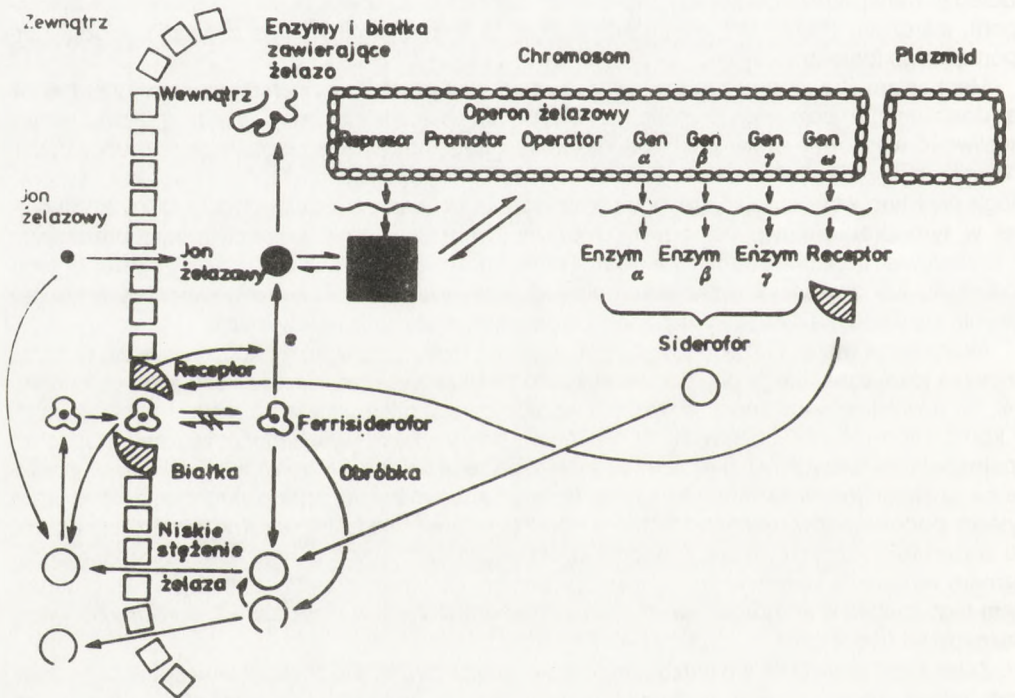 Zewnątrz
Enzymy i białka
zawierające
żelazo
Wewnątrz
Chromosom
Plazmid
Operon żelazowy
Represor Promotor Operator Gen Gen Gen Gen
α β γ ω
jon
żelazowy
Jon
żelazowy
Enzym Enzym Enzym Receptor
α β γ
Siderofor
e
Receptor
Ferrisiderofor
Białka
Obróbka
Niskie
stężenie
żelaza